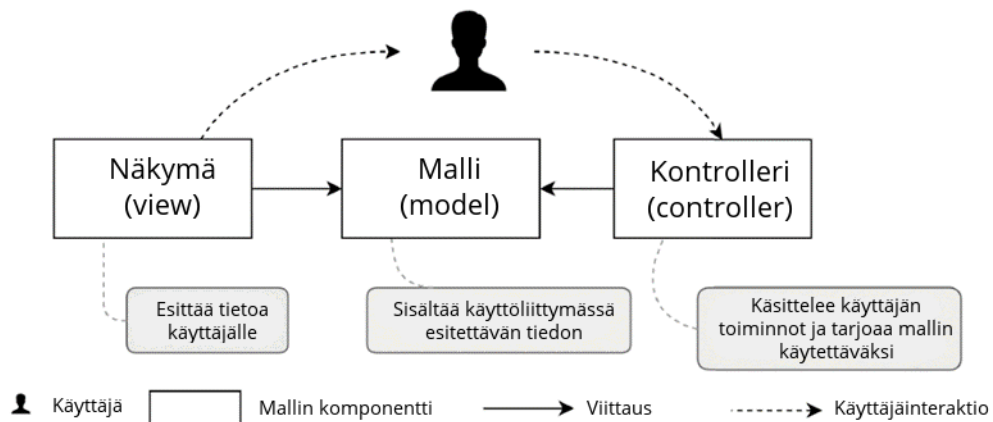 Näkymä
(view)
Malli
(model)
Kontrolleri
(controller)
Esittää tietoa
käyttäjälle
Sisältää käyttöliittymässä
esitettävän tiedon
Käsittelee käyttäjän
toiminnot ja tarjoaa mallin
käytettäväksi
Käyttäjä
Mallin komponentti
Viittaus
Käyttäjäinteraktio